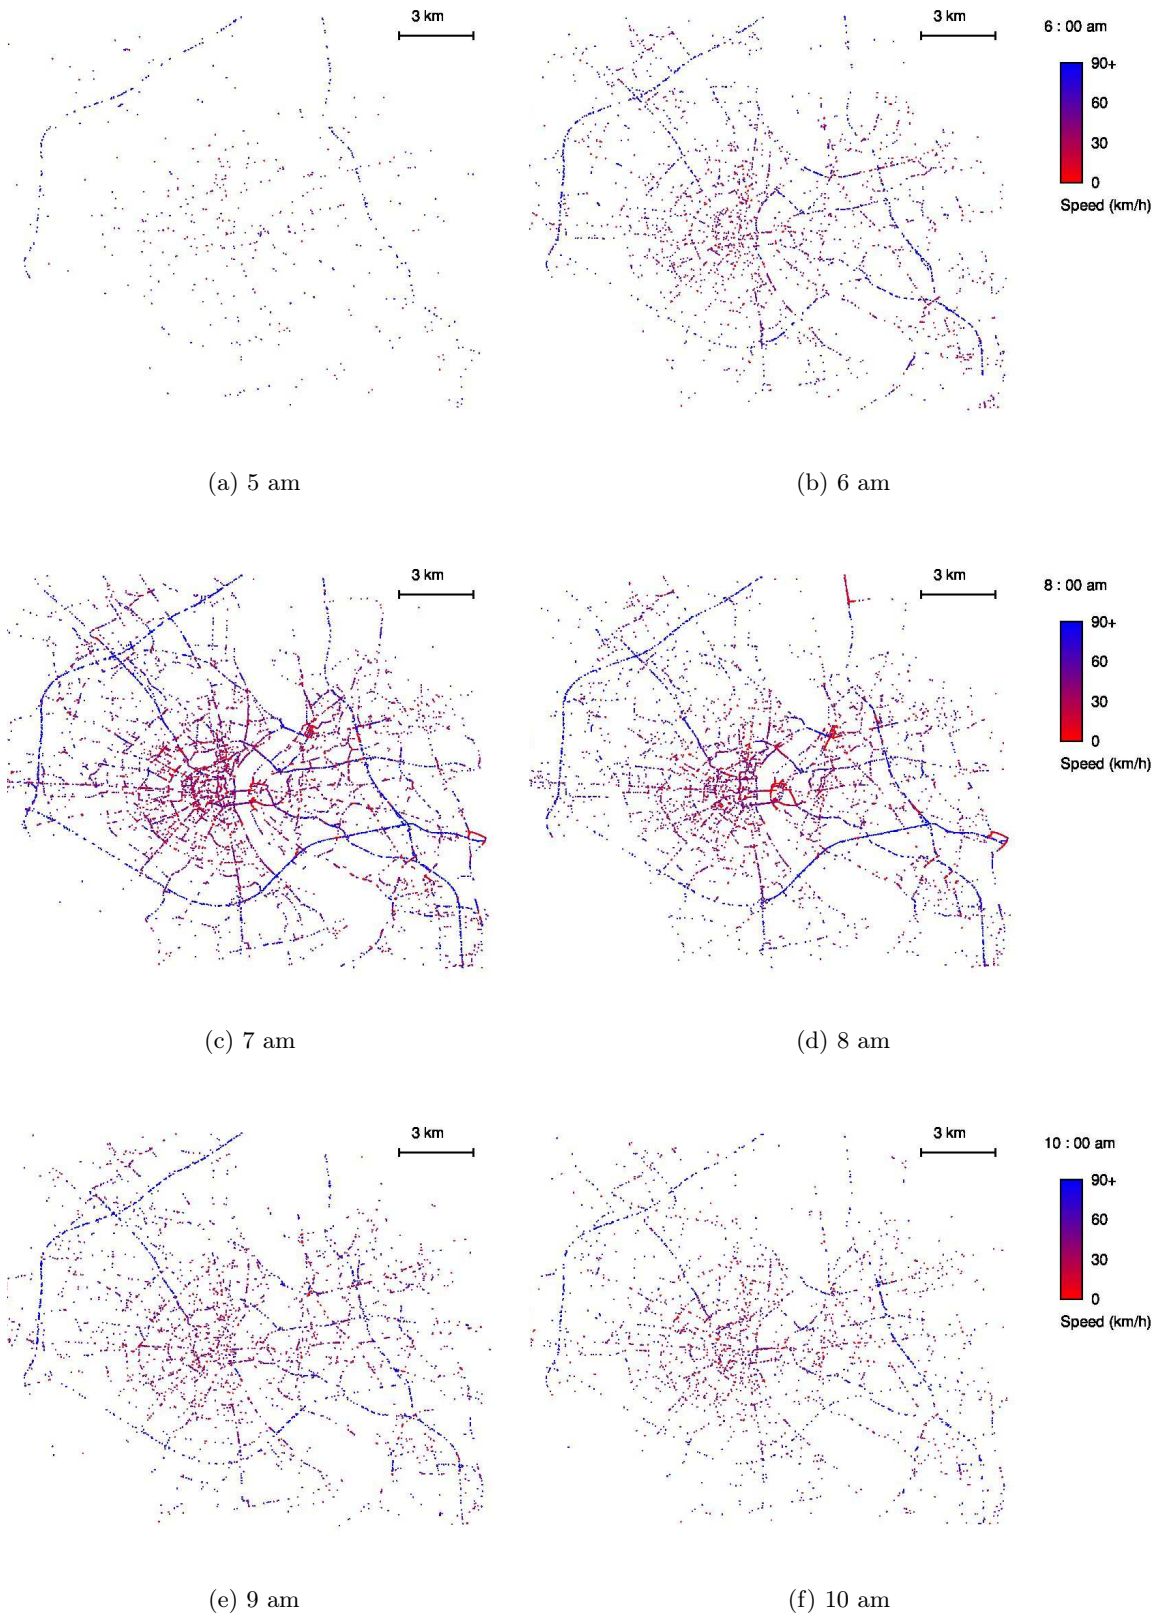 3 km
3 km
6 : 00 am
90+
60
30
0
Speed (km/h)
(a) 5 am
(b) 6 am
3 km
3 km
8 : 00 am
90+
60
30
0
Speed (km/h)
(c) 7 am
(d) 8 am
3 km
3 km
10 : 00 am
90+
60
30
0
Speed (km/h)
(e) 9 am
(f) 10 am